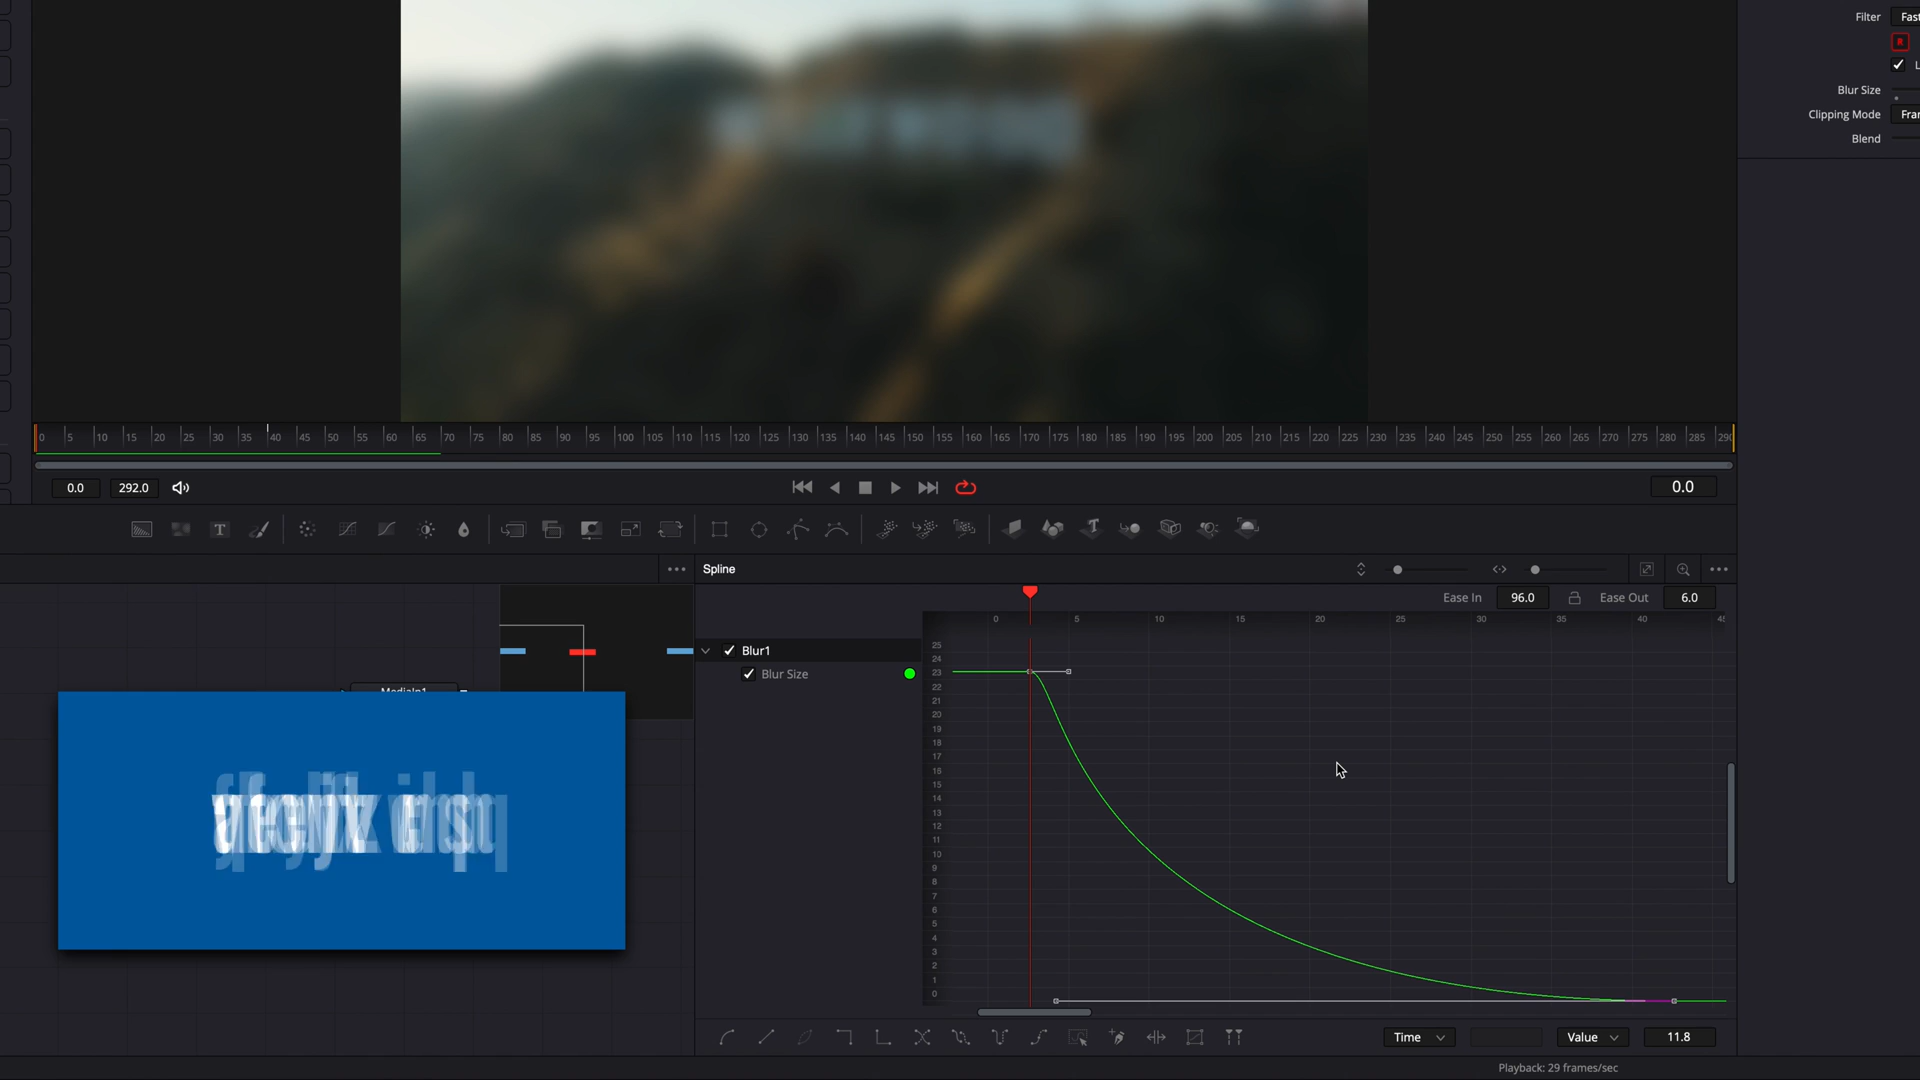 Filter Fast
Blur Size
Clipping Mode Fran
Blend
0 5 10 15 20 25 30 35 40 45 50 55 60 65 70 75 80 85 90 95 100 105 110 115 120 125 130 135 140 145 150 155 160 165 170 175 180 185 190 195 200 205 210 215 220 225 230 235 240 245 250 255 260 265 270 275 280 285 290
0.0 292.0 0.0
T
Spline
Ease In 96.0 Ease Out 6.0
0 5 10 15 20 25 30 35 40 45
Blur1
Blur Size
25
24
23
22
21
20
19
18
17
16
15
14
13
12
11
10
9
8
7
6
5
4
3
2
1
0
MediaIn1
Time Value 11.8
Playback: 29 frames/sec